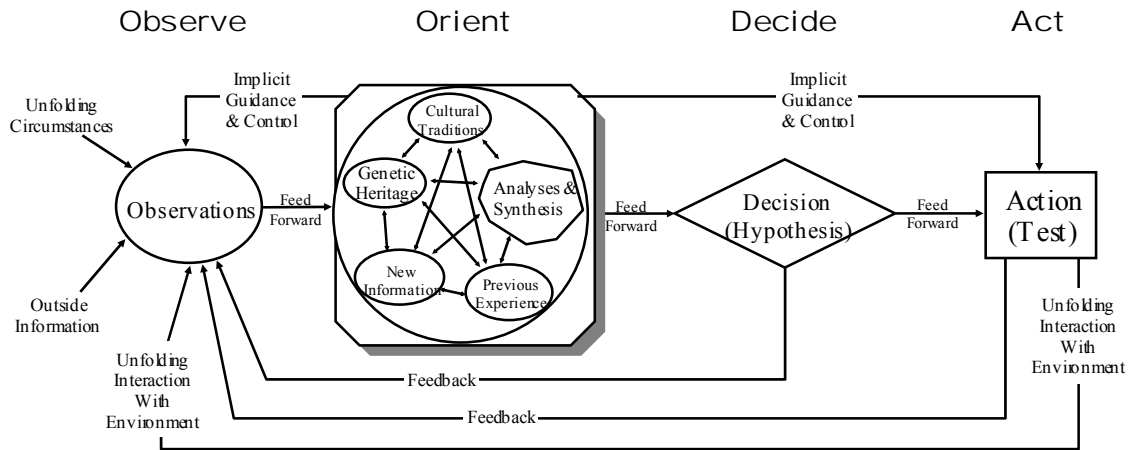 Observe
Orient
Decide
Act
Implicit
Guidance
& Control
Implicit
Guidance
& Control
Unfolding
Circumstances
Cultural
Traditions
Genetic
Heritage
Analyses &
Synthesis
Observations
Feed
Forward
Feed
Forward
Decision
(Hypothesis)
Feed
Forward
Action
(Test)
New
Information
Previous
Experience
Outside
Information
Unfolding
Interaction
With
Environment
Unfolding
Interaction
With
Environment
Feedback
Feedback